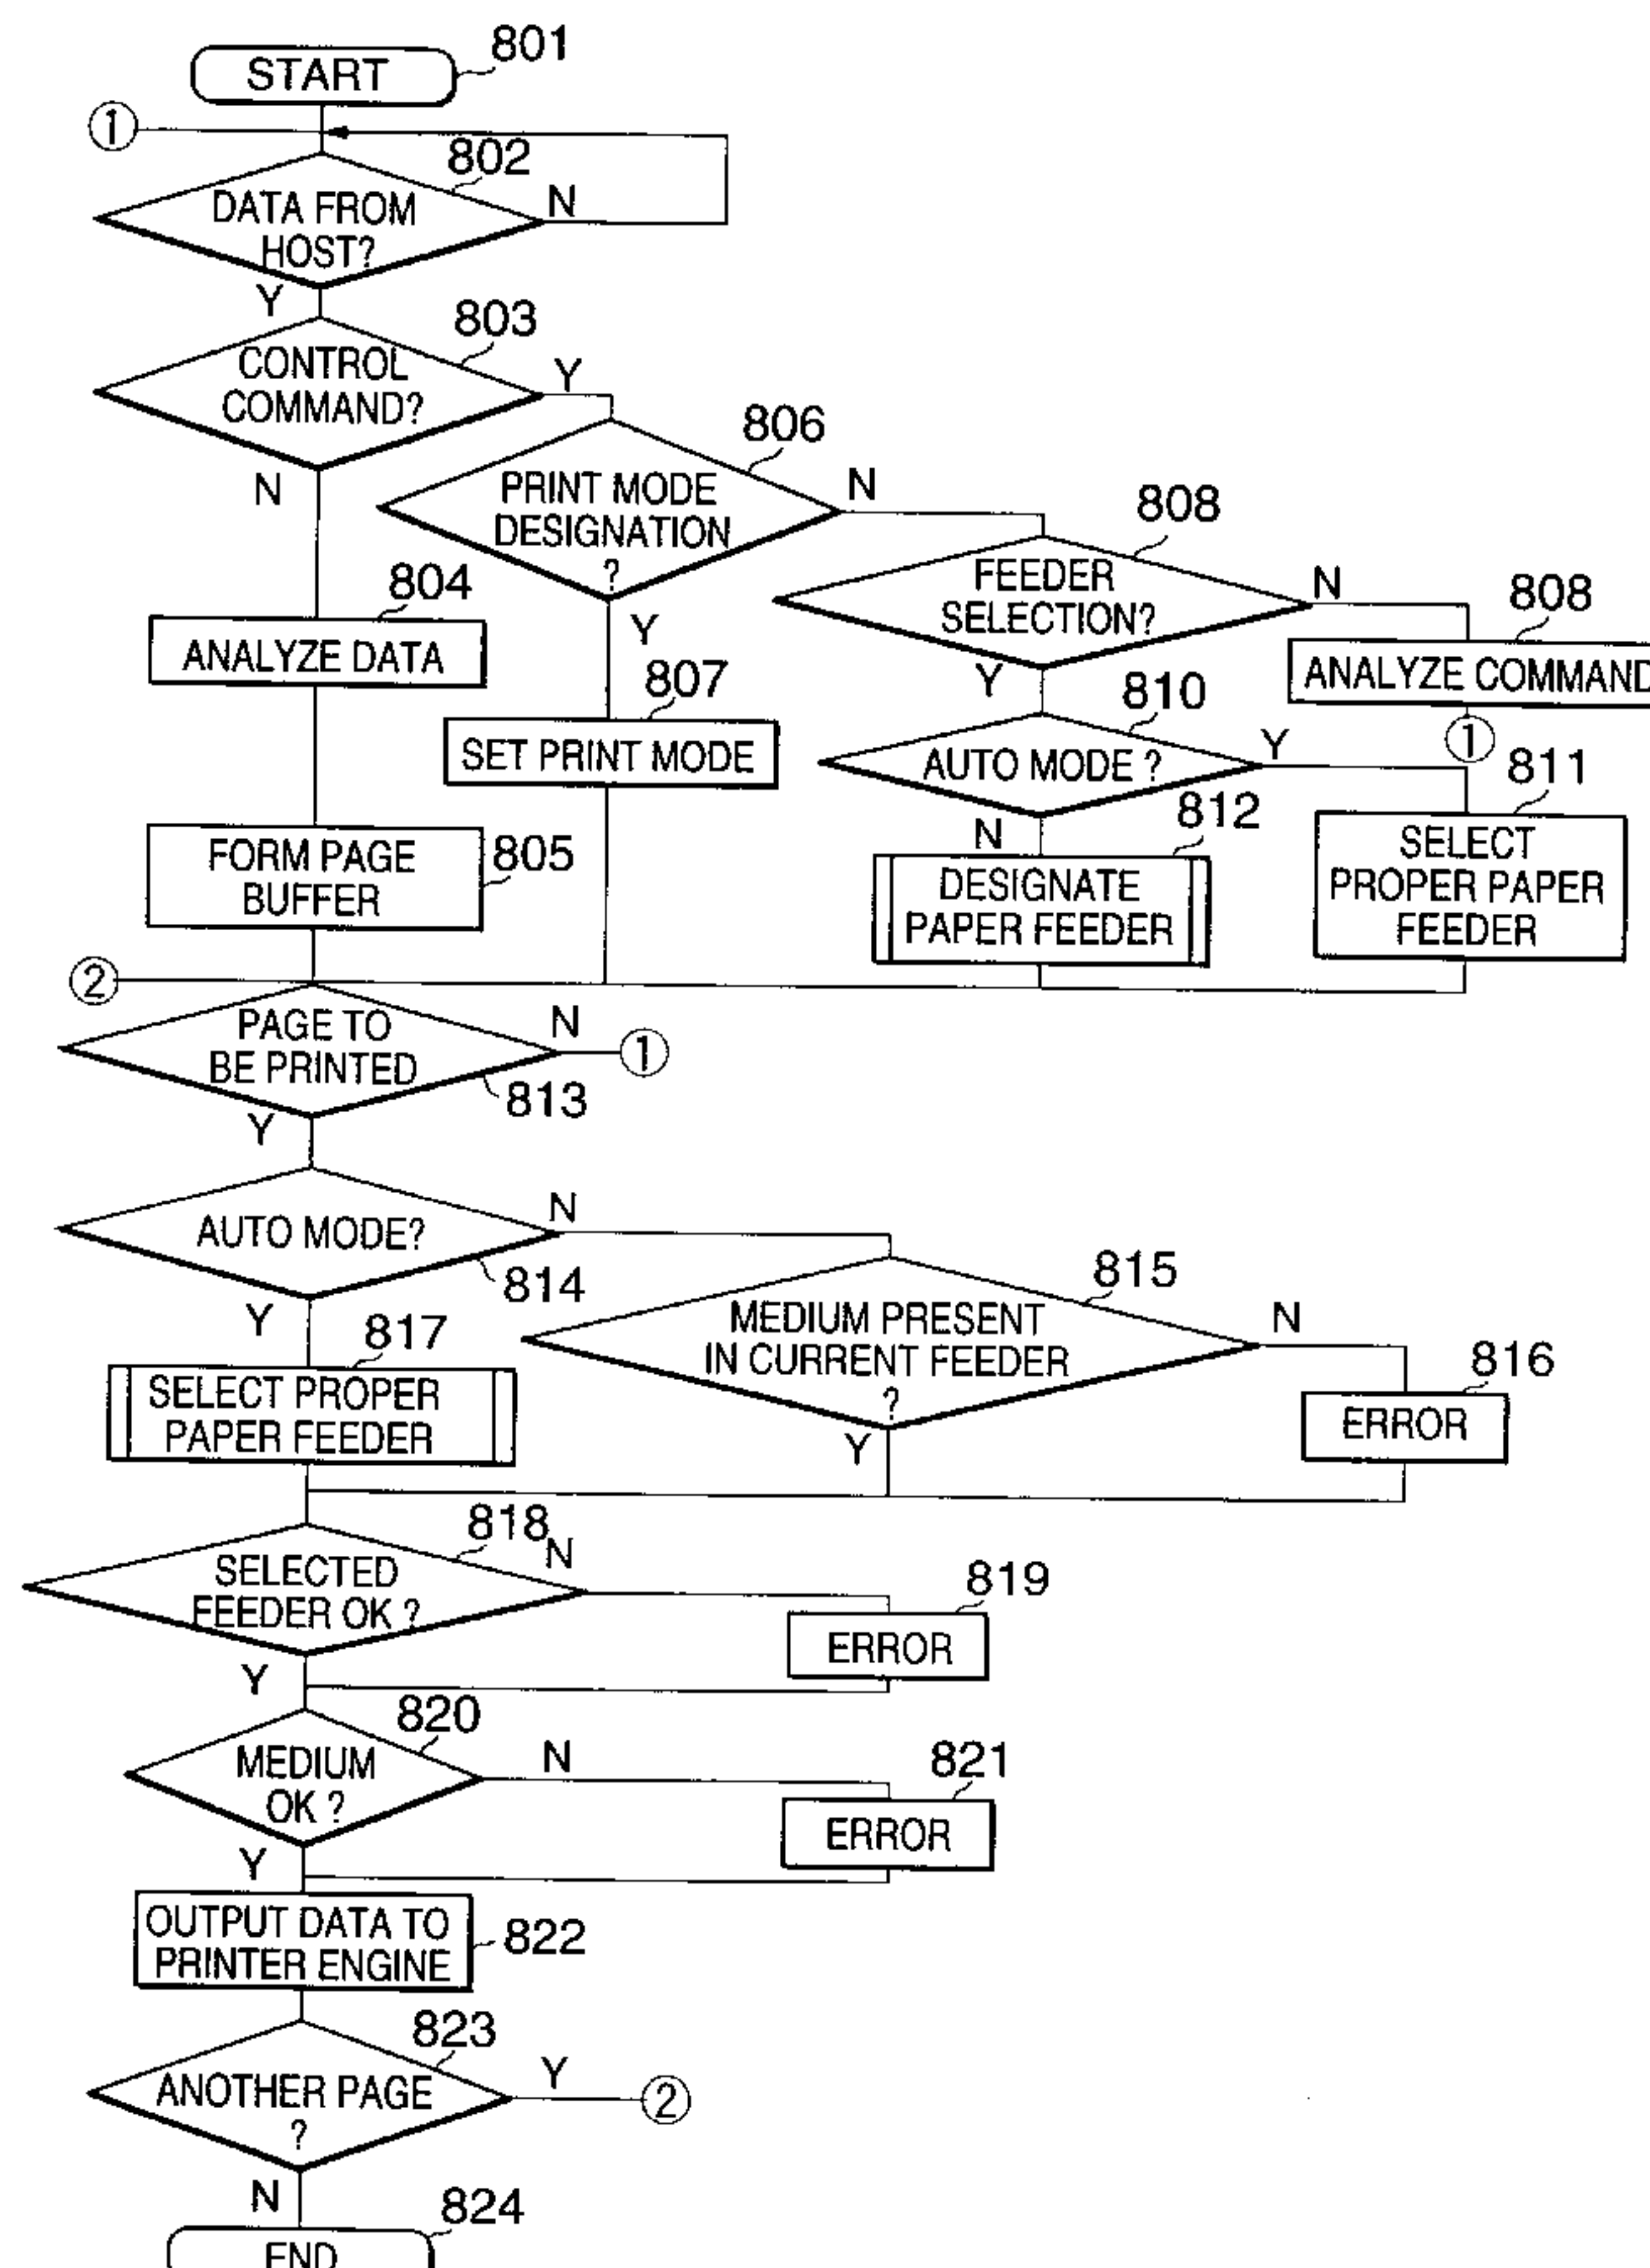 START
801
①
802
DATA FROM
HOST?
N
Y
803
CONTROL
COMMAND?
Y
N
806
PRINT MODE
DESIGNATION
?
N
Y
808
FEEDER
SELECTION?
N
Y
808
ANALYZE COMMAND
①
804
ANALYZE DATA
807
SET PRINT MODE
810
AUTO MODE ?
Y
N
811
SELECT
PROPER PAPER
FEEDER
812
DESIGNATE
PAPER FEEDER
FORM PAGE
BUFFER
805
②
PAGE TO
BE PRINTED
N
①
813
Y
AUTO MODE?
N
814
Y
815
MEDIUM PRESENT
IN CURRENT FEEDER
?
N
Y
816
ERROR
817
SELECT PROPER
PAPER FEEDER
818
N
SELECTED
FEEDER OK ?
Y
819
ERROR
820
MEDIUM
OK ?
N
Y
821
ERROR
OUTPUT DATA TO
PRINTER ENGINE
822
823
ANOTHER PAGE
?
Y
②
N
824
END